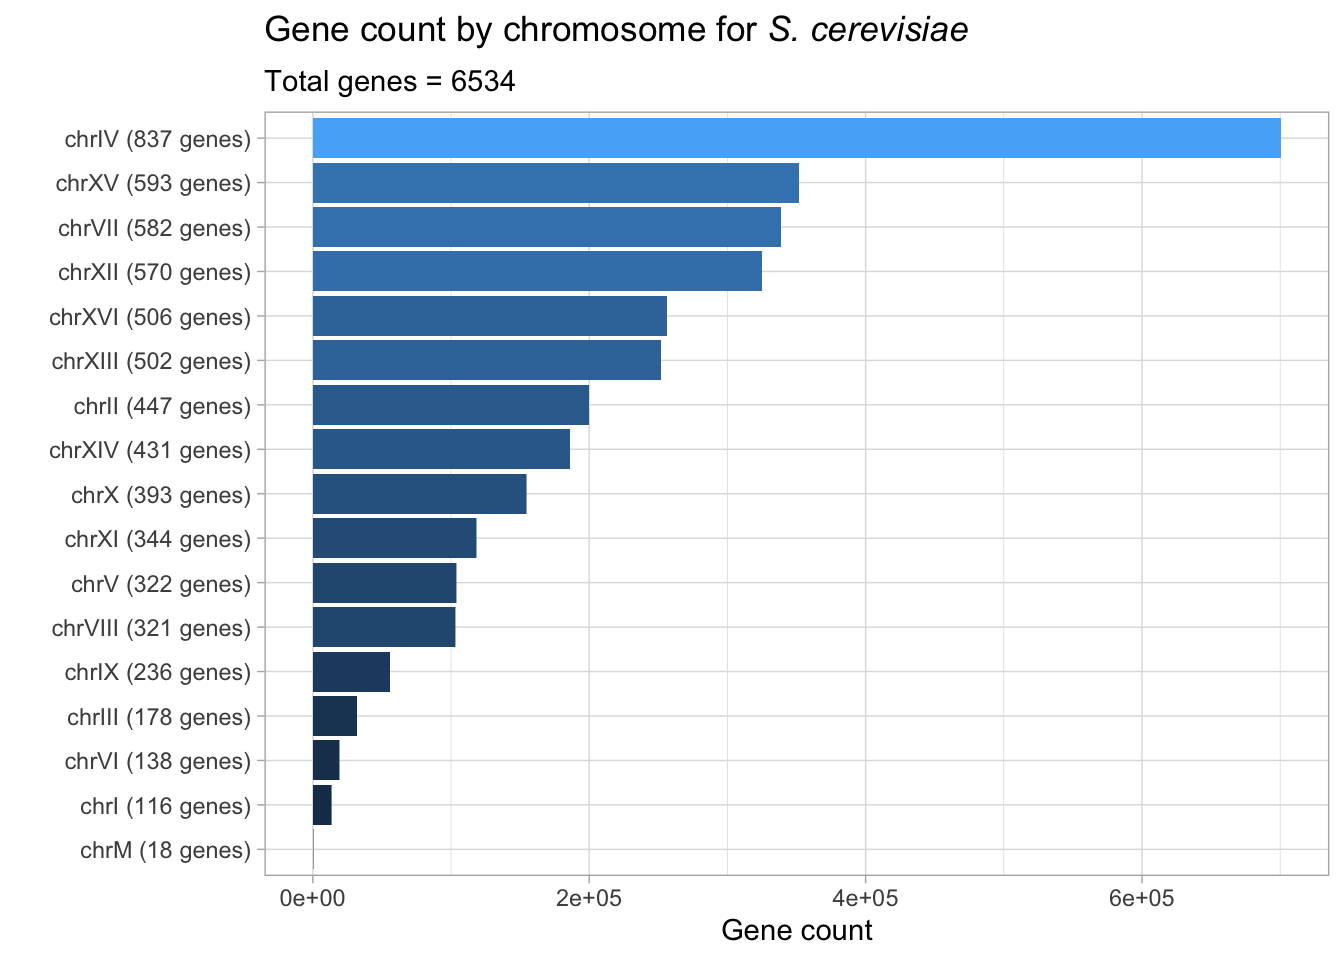 Gene count by chromosome for S. cerevisiae
Total genes = 6534
chrIV (837 genes)
chrXV (593 genes)
chrVII (582 genes)
chrXII (570 genes)
chrXVI (506 genes)
chrXIII (502 genes)
chrII (447 genes)
chrXIV (431 genes)
chrX (393 genes)
chrXI (344 genes)
chrV (322 genes)
chrVIII (321 genes)
chrIX (236 genes)
chrIII (178 genes)
chrVI (138 genes)
chrI (116 genes)
chrM (18 genes)
0e+00 2e+05 4e+05 6e+05
Gene count